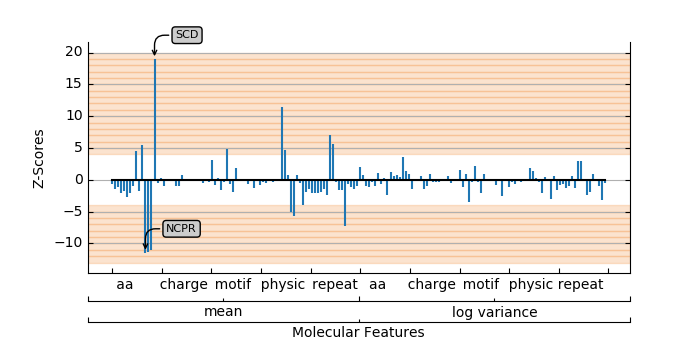 SCD
20
15
10
5
0
−5
−10
Z-Scores
NCPR
aa charge motif physic repeat aa charge motif physic repeat
mean log variance
Molecular Features